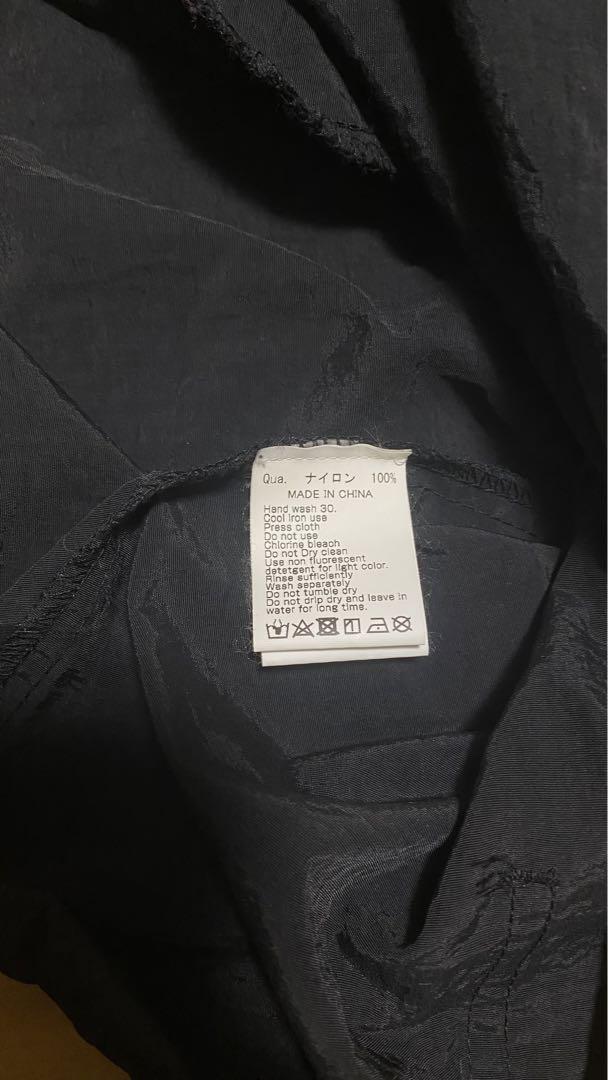 Qua. ナイロン 100%
MADE IN CHINA
Hand wash 30.
Cool iron use
Press cloth
Do not use
Chlorine bleach
Do not Dry clean
Use non fluorescent
detetgent for light color.
Rinse sufficiently
Wash separately
Do not tumble dry
Do not drip dry and leave in
water for long time.